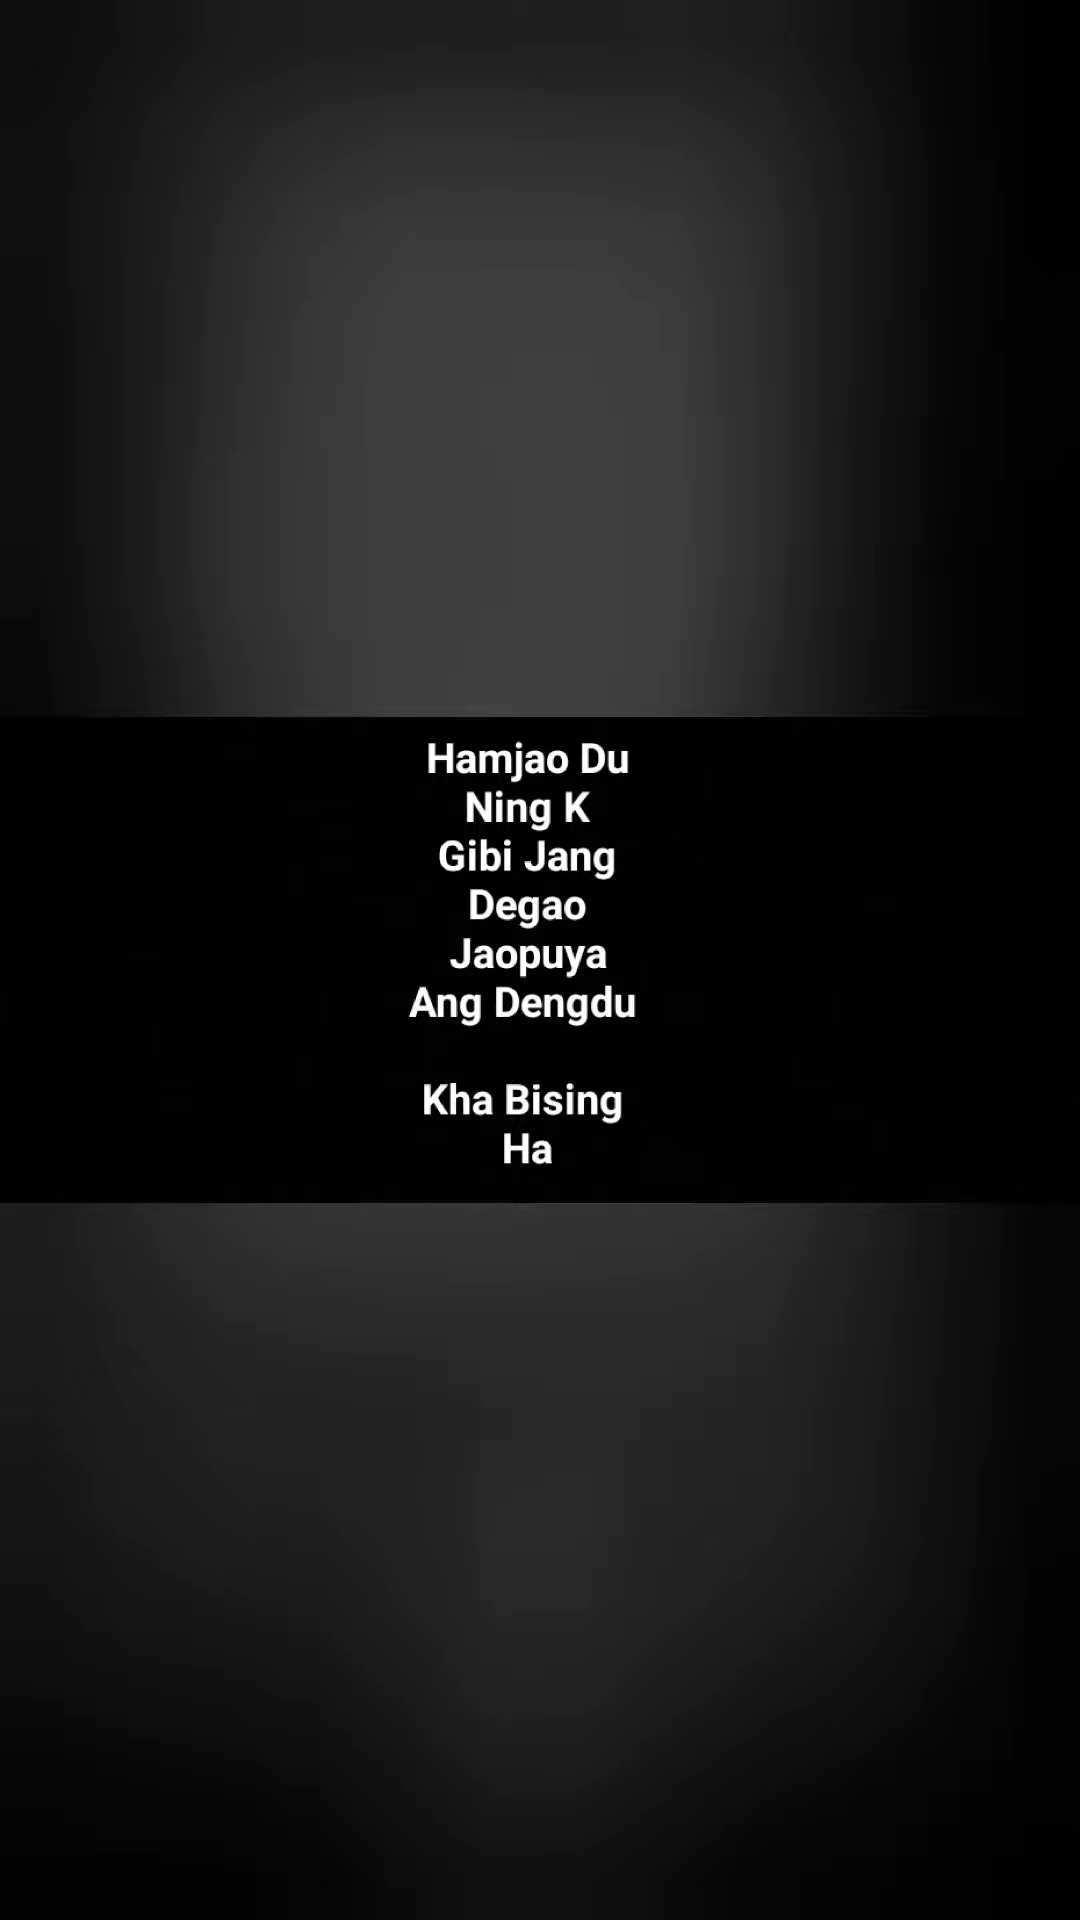 Hamjao Du
Ning K
Gibi Jang
Degao
Jaopuya
Ang Dengdu
Kha Bising
Ha